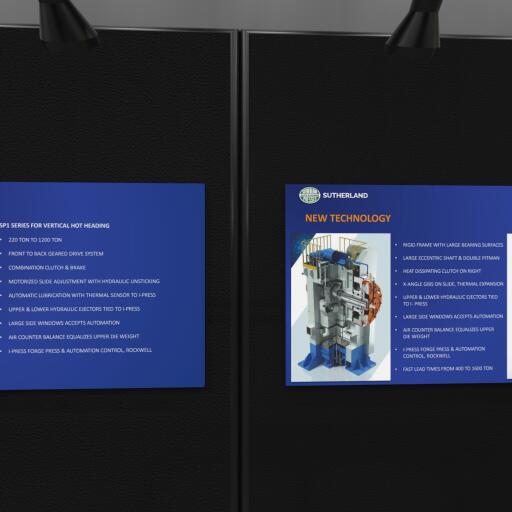 SP1 SERIES FOR VERTICAL HOT HEADING
• 220 TON TO 1200 TON
• FRONT TO BACK GEARED DRIVE SYSTEM
• COMBINATION CLUTCH & BRAKE
• MOTORIZED SLIDE ADJUSTMENT WITH HYDRAULIC UNSTICKING
• AUTOMATIC LUBRICATION WITH THERMAL SENSOR TO I-PRESS
• UPPER & LOWER HYDRAULIC EJECTORS TIED TO I-PRESS
• LARGE SIDE WINDOWS ACCEPTS AUTOMATION
• AIR COUNTER BALANCE EQUALIZES UPPER DIE WEIGHT
• I-PRESS FORGE PRESS & AUTOMATION CONTROL, ROCKWELL
SUTHERLAND
NEW TECHNOLOGY
• RIGID FRAME WITH LARGE BEARING SURFACES
• LARGE ECCENTRIC SHAFT & DOUBLE PITMAN
• HEAT DISSIPATING CLUTCH ON RIGHT
• X-ANGLE GIBS ON SLIDE, THERMAL EXPANSION
• UPPER & LOWER HYDRAULIC EJECTORS TIED
TO I- PRESS
• LARGE SIDE WINDOWS ACCEPTS AUTOMATION
• AIR COUNTER BALANCE EQUALIZES UPPER
DIE WEIGHT
• I-PRESS FORGE PRESS & AUTOMATION
CONTROL, ROCKWELL
• FAST LEAD TIMES FROM 400 TO 1600 TON